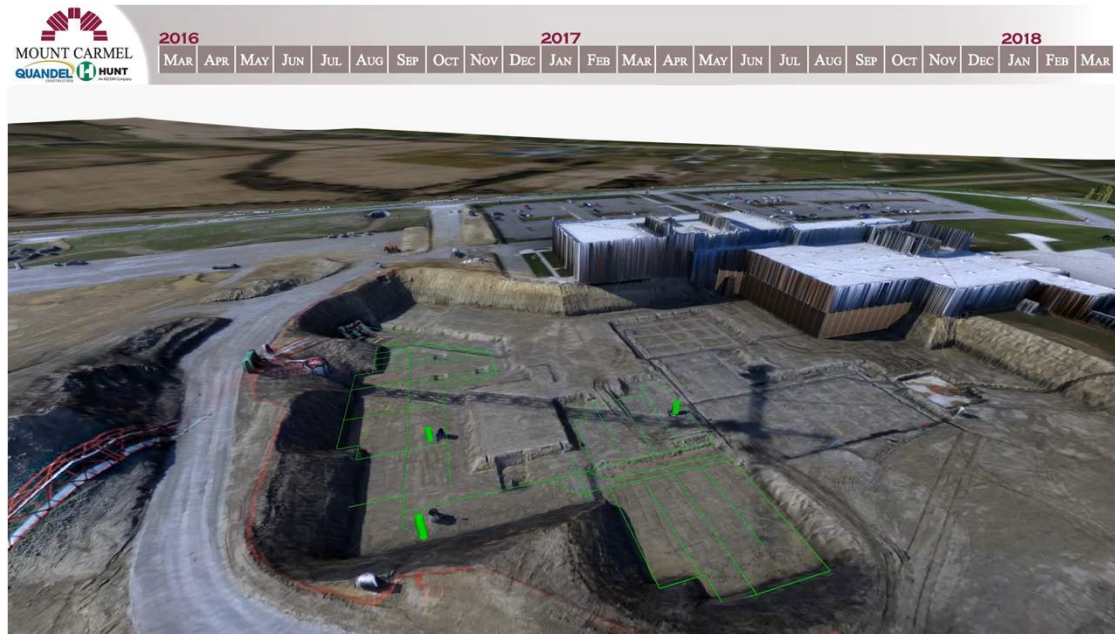 2016 2017 2018
MAR APR MAY JUN JUL AUG SEP OCT NOV DEC JAN FEB MAR APR MAY JUN JUL AUG SEP OCT NOV DEC JAN FEB MAR
MOUNT CARMEL
QUANDEL HUNT
CONSTRUCTION